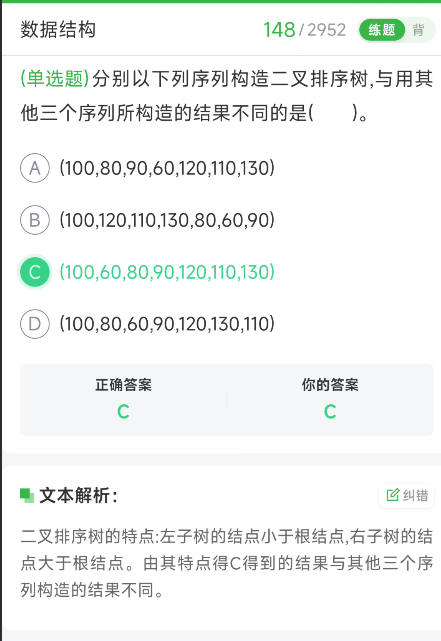 数据结构 148/2952 练题 背
(单选题)分别以下列序列构造二叉排序树,与用其
他三个序列所构造的结果不同的是( )。
A (100,80,90,60,120,110,130)
B (100,120,110,130,80,60,90)
C (100,60,80,90,120,110,130)
D (100,80,60,90,120,130,110)
正确答案 你的答案
C C
文本解析： 纠错
二叉排序树的特点:左子树的结点小于根结点,右子树的结
点大于根结点。由其特点得C得到的结果与其他三个序
列构造的结果不同。